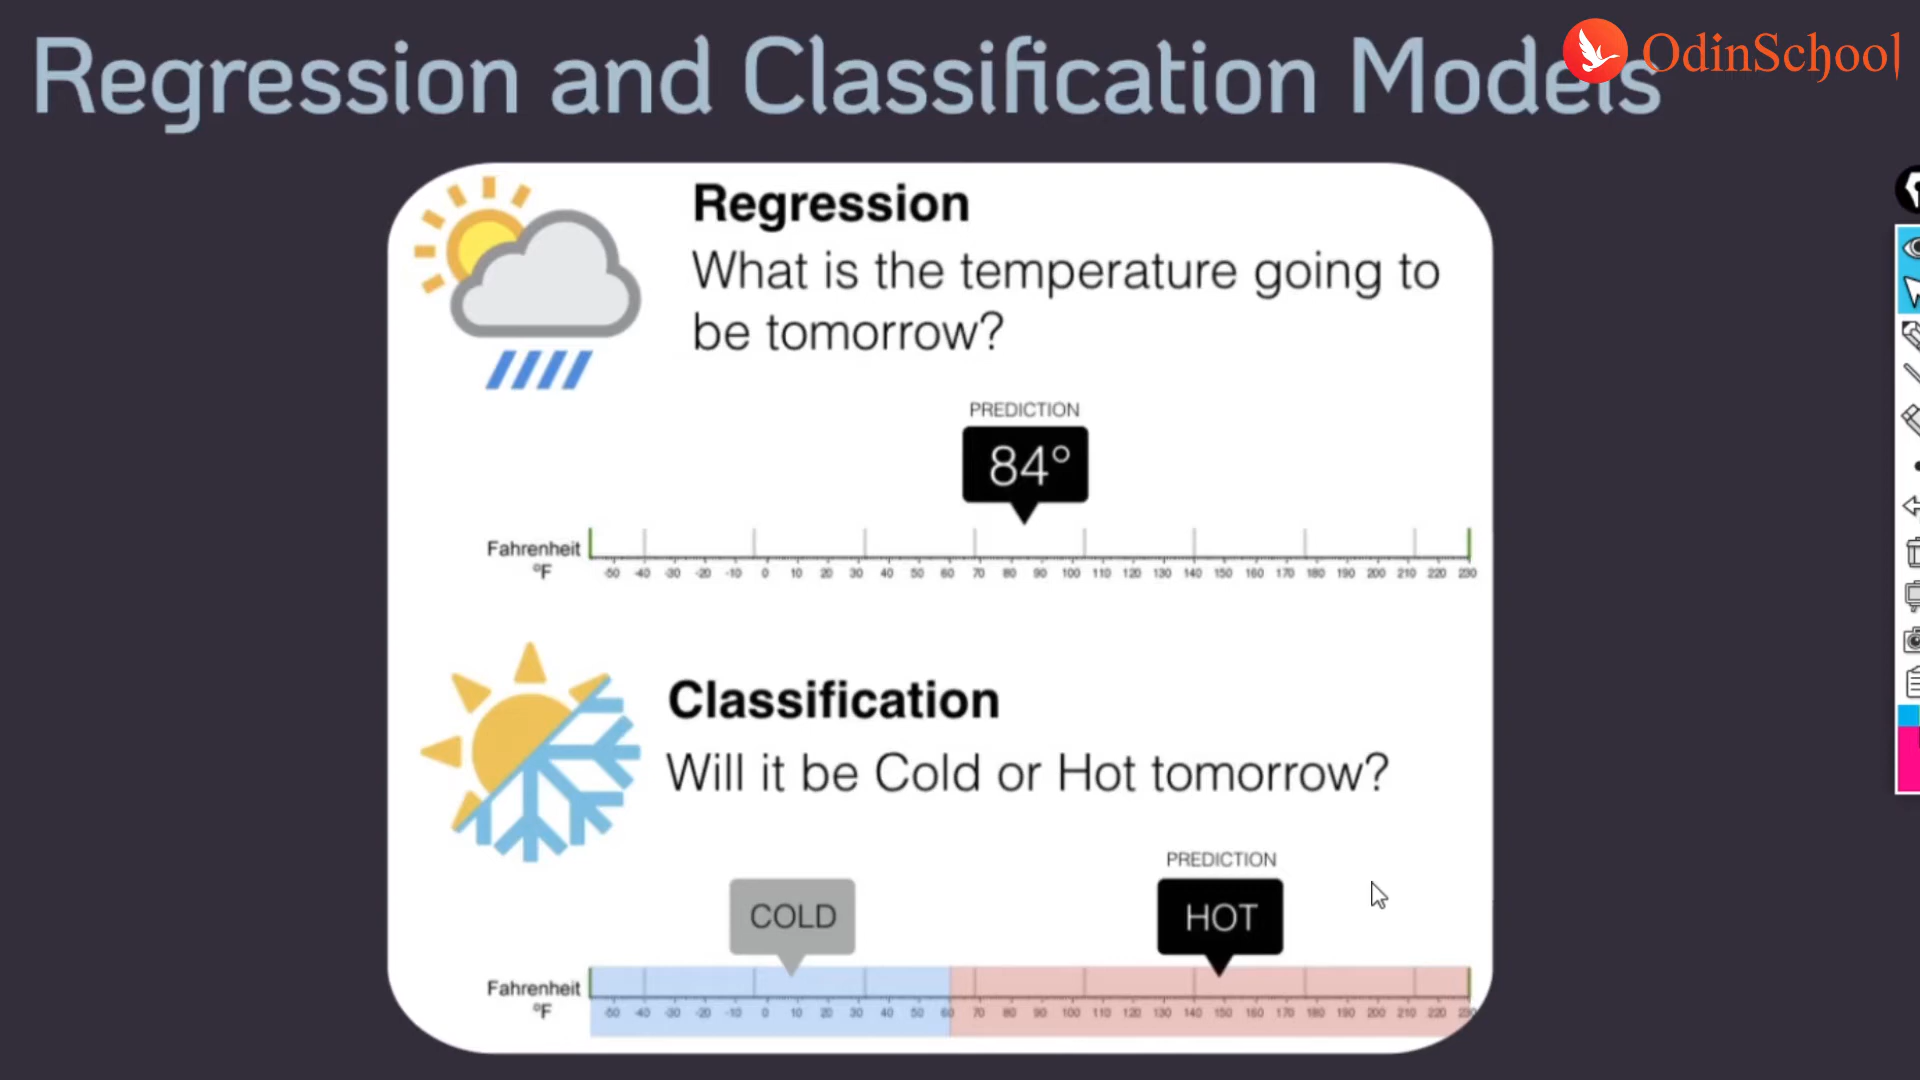 Regression and Classification Models
OdinSchool
Regression
What is the temperature going to
be tomorrow?
PREDICTION
84°
Fahrenheit
°F
-50 -40 -30 -20 -10 0 10 20 30 40 50 60 70 80 90 100 110 120 130 140 150 160 170 180 190 200 210 220 230
Classification
Will it be Cold or Hot tomorrow?
PREDICTION
COLD
HOT
Fahrenheit
°F
-50 -40 -30 -20 -10 0 10 20 30 40 50 60 70 80 90 100 110 120 130 140 150 160 170 180 190 200 210 220 230